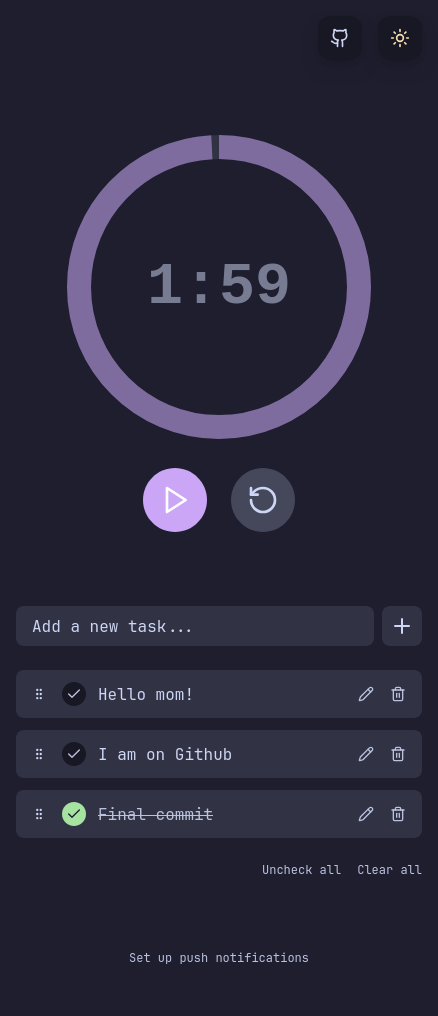 1:59
Add a new task...
Hello mom!
I am on Github
Final commit
Uncheck all Clear all
Set up push notifications